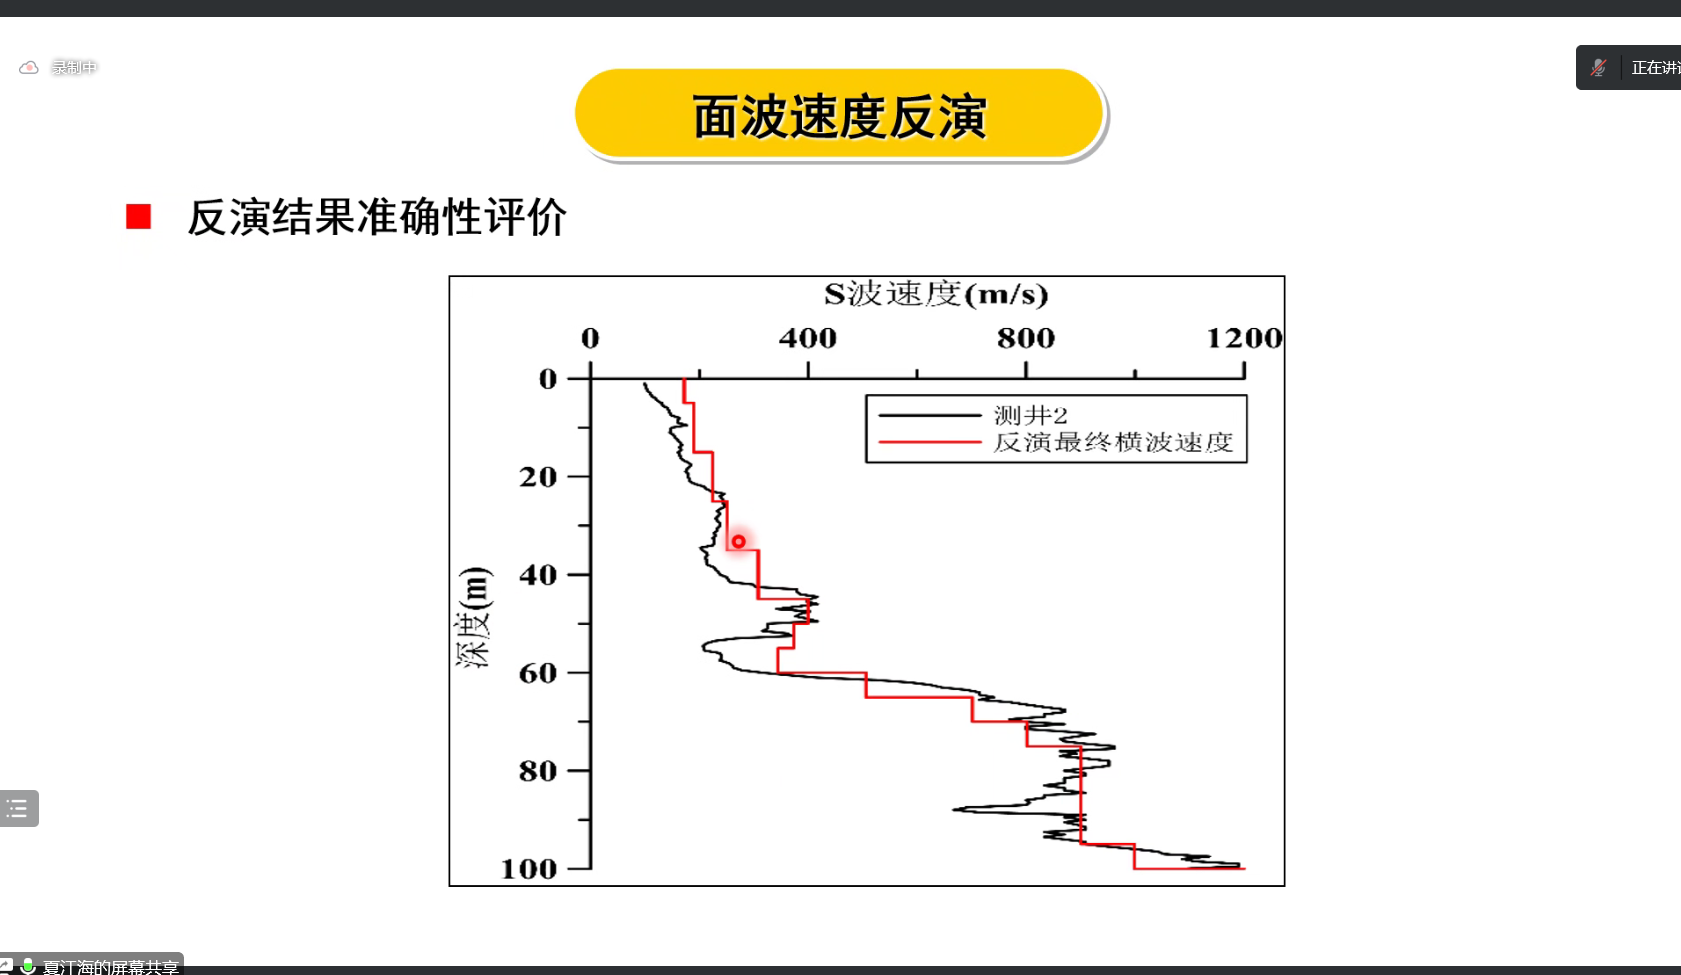 录制中
正在讲
面波速度反演
反演结果准确性评价
S波速度(m/s)
0 400 800 1200
0
20
40
60
80
100
深度(m)
测井2
反演最终横波速度
夏江海的屏幕共享